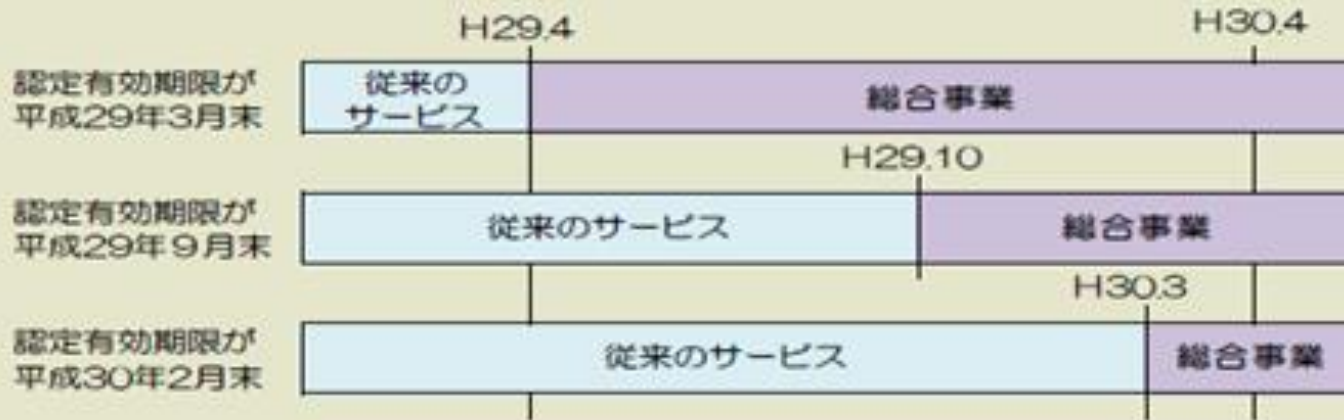 H29.4
H30.4
認定有効期限が
平成29年3月末
従来の
サービス
総合事業
H29.10
認定有効期限が
平成29年9月末
従来のサービス
総合事業
H30.3
認定有効期限が
平成30年2月末
従来のサービス
総合事業